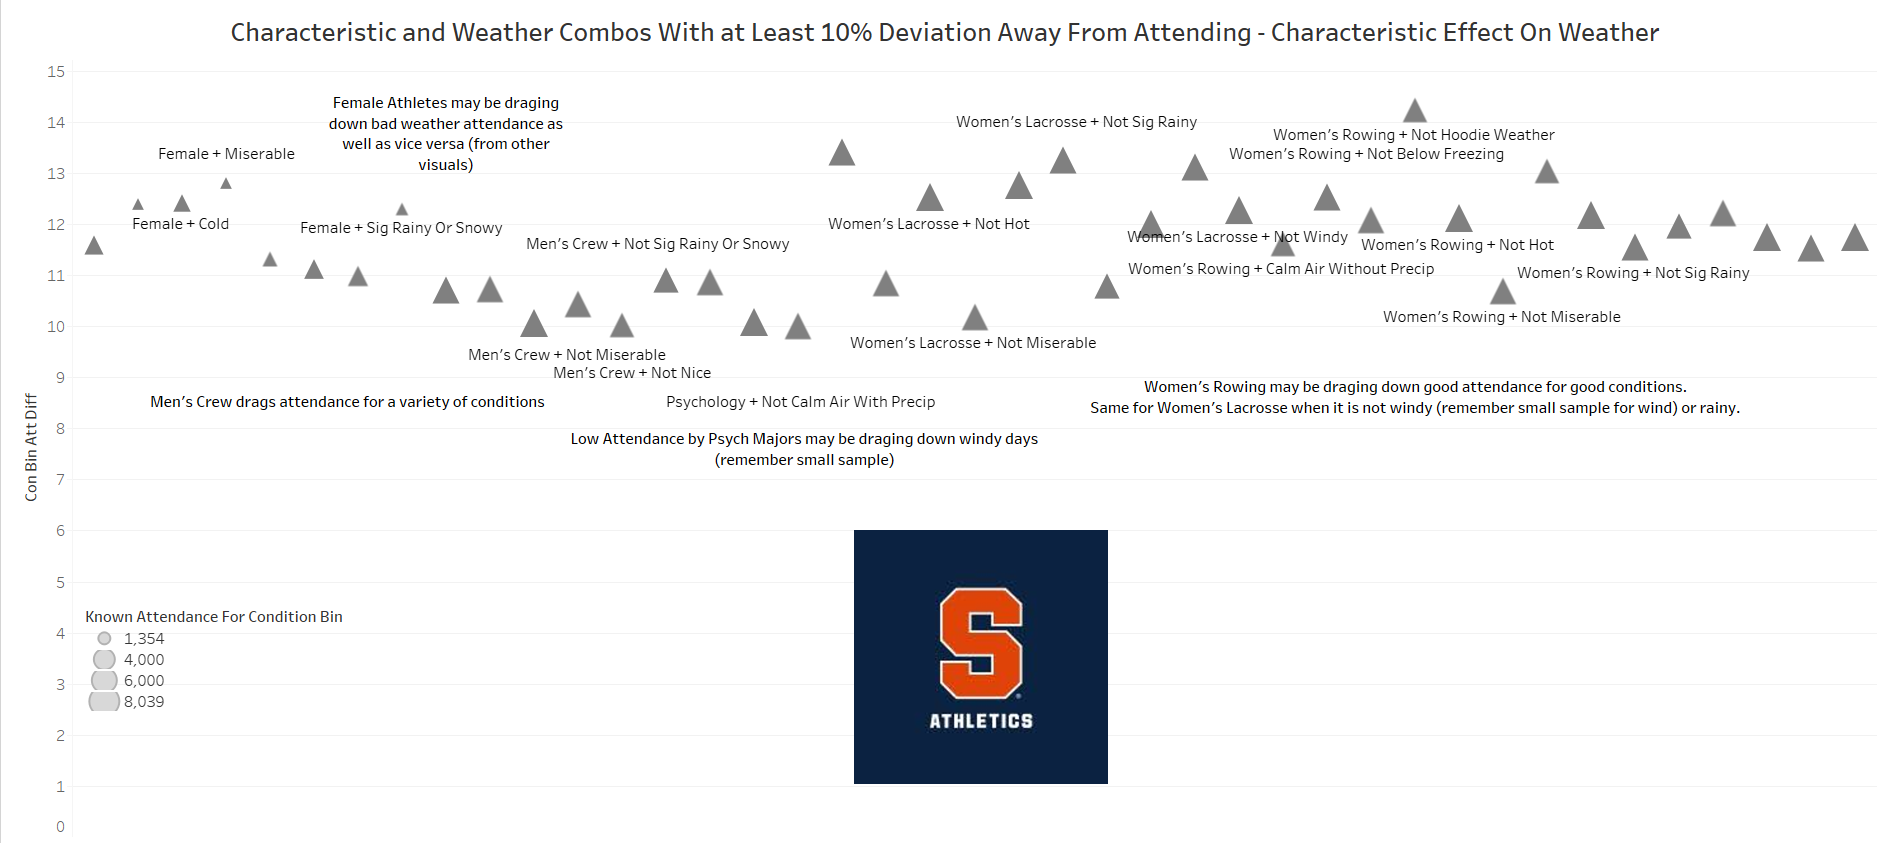 Characteristic and Weather Combos With at Least 10% Deviation Away From Attending - Characteristic Effect On Weather
15
14
13
12
11
10
9
8
7
6
5
4
3
2
1
0
Con Bin Att Diff
Female Athletes may be draging
down bad weather attendance as
well as vice versa (from other
visuals)
Female + Miserable
Female + Cold
Female + Sig Rainy Or Snowy
Men's Crew + Not Sig Rainy Or Snowy
Men's Crew + Not Miserable
Men's Crew + Not Nice
Men's Crew drags attendance for a variety of conditions
Psychology + Not Calm Air With Precip
Low Attendance by Psych Majors may be draging down windy days
(remember small sample)
Women's Lacrosse + Not Sig Rainy
Women's Lacrosse + Not Hot
Women's Lacrosse + Not Miserable
Women's Lacrosse + Not Windy
Women's Rowing + Calm Air Without Precip
Women's Rowing + Not Hoodie Weather
Women's Rowing + Not Below Freezing
Women's Rowing + Not Hot
Women's Rowing + Not Sig Rainy
Women's Rowing + Not Miserable
Women's Rowing may be draging down good attendance for good conditions.
Same for Women's Lacrosse when it is not windy (remember small sample for wind) or rainy.
Known Attendance For Condition Bin
1,354
4,000
6,000
8,039
S
ATHLETICS